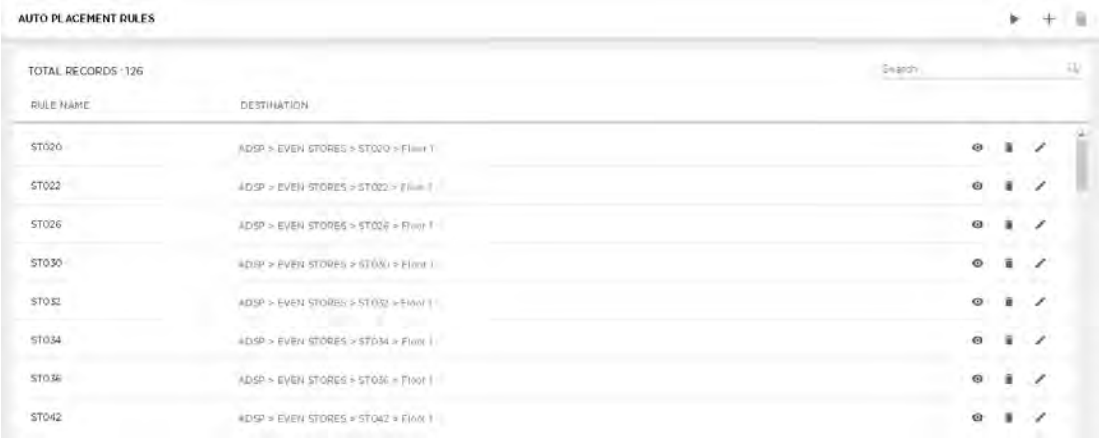 AUTO PLACEMENT RULES
TOTAL RECORDS : 126
Search
RULE NAME DESTINATION
ST020 ADSP > EVEN STORES > ST020 > Floor 1
ST022 ADSP > EVEN STORES > ST022 > Floor 1
ST026 ADSP > EVEN STORES > ST026 > Floor 1
ST030 ADSP > EVEN STORES > ST030 > Floor 1
ST032 ADSP > EVEN STORES > ST032 > Floor 1
ST034 ADSP > EVEN STORES > ST034 > Floor 1
ST036 ADSP > EVEN STORES > ST036 > Floor 1
ST042 ADSP > EVEN STORES > ST042 > Floor 1